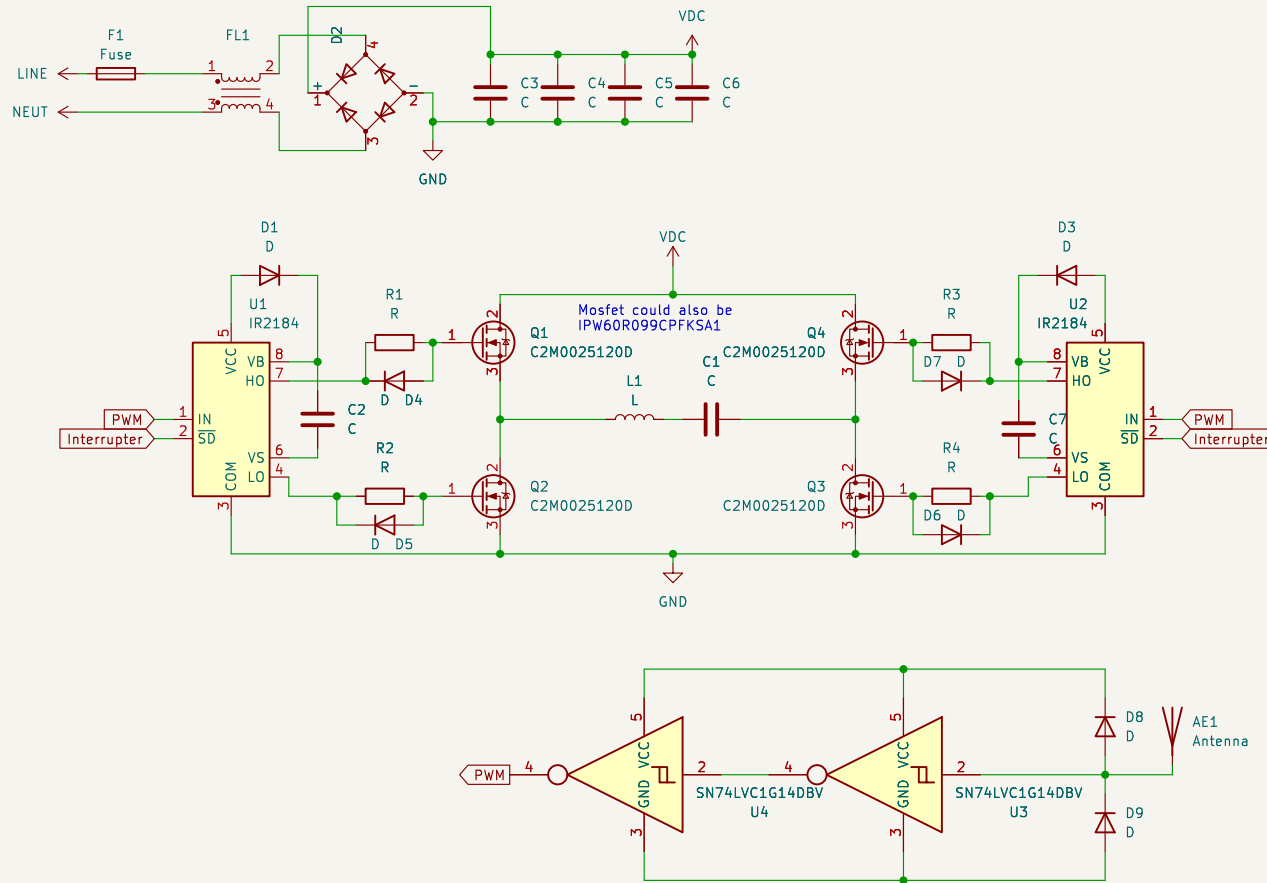 F1
Fuse
FL1
D2
VDC
LINE
1
2
4
+
1
−
2
C3
C
C4
C
C5
C
C6
C
NEUT
3
4
3
GND
D1
D
VDC
D3
D
U1
IR2184
R1
R
Mosfet could also be
IPW60R099CPFKSA1
R3
R
U2
IR2184
5
VCC
VB
8
HO
7
1
2
3
Q1
C2M0025120D
Q4
C2M0025120D
2
3
1
D7 D
5
VCC
8
VB
7
HO
D D4
L1
L
C1
C
PWM
1
IN
Interrupter
2
SD
C2
C
C7
C
IN
1
PWM
SD
2
Interrupter
VS
6
LO
4
COM
3
R2
R
R4
R
6
VS
4
LO
COM
3
1
2
3
Q2
C2M0025120D
Q3
C2M0025120D
2
3
1
D D5
D6 D
GND
5
VCC
GND
3
5
VCC
GND
3
D8
D
AE1
Antenna
PWM
4
2
4
2
SN74LVC1G14DBV
U4
SN74LVC1G14DBV
U3
D9
D